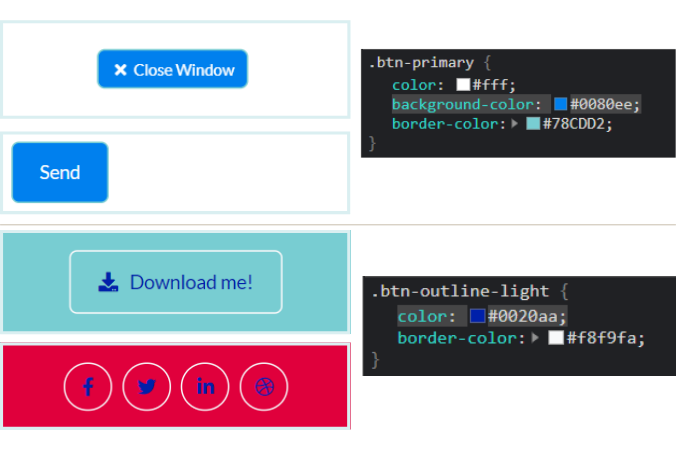 Close Window
.btn-primary {
color: #fff;
background-color: #0080ee;
border-color: #78CDD2;
}
Send
Download me!
.btn-outline-light {
color: #0020aa;
border-color: #f8f9fa;
}